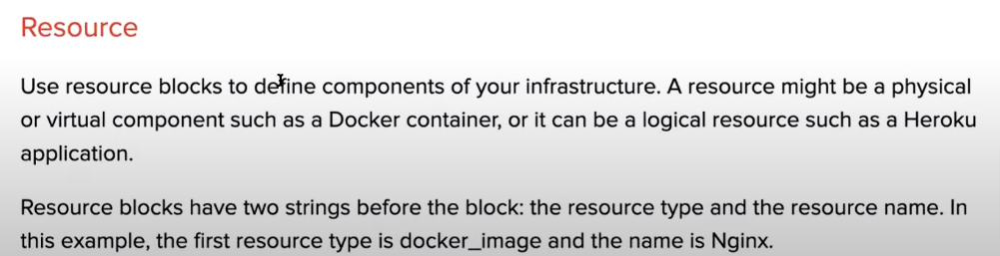 Resource
Use resource blocks to define components of your infrastructure. A resource might be a physical
or virtual component such as a Docker container, or it can be a logical resource such as a Heroku
application.
Resource blocks have two strings before the block: the resource type and the resource name. In
this example, the first resource type is docker_image and the name is Nginx.